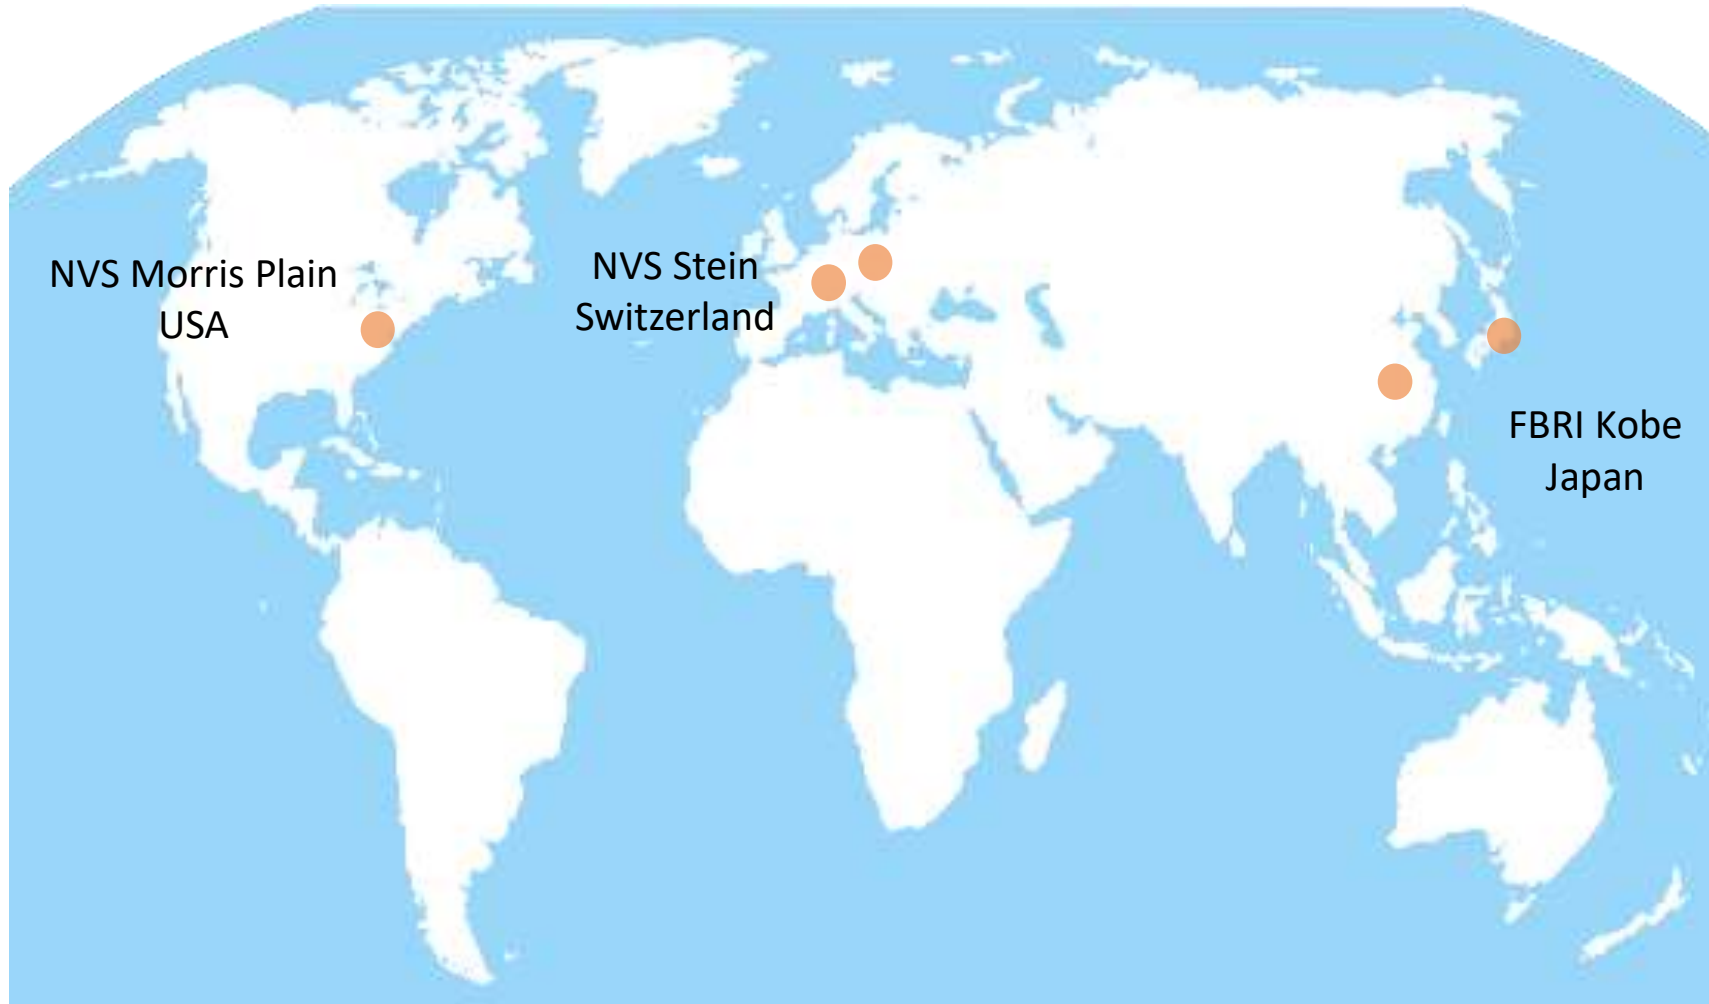 NVS Morris Plain
USA
NVS Stein
Switzerland
FBRI Kobe
Japan